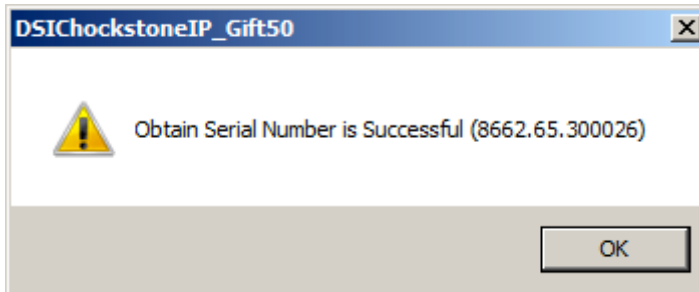 DSIChockstoneIP_Gift50
Obtain Serial Number is Successful (8662.65.300026)
OK